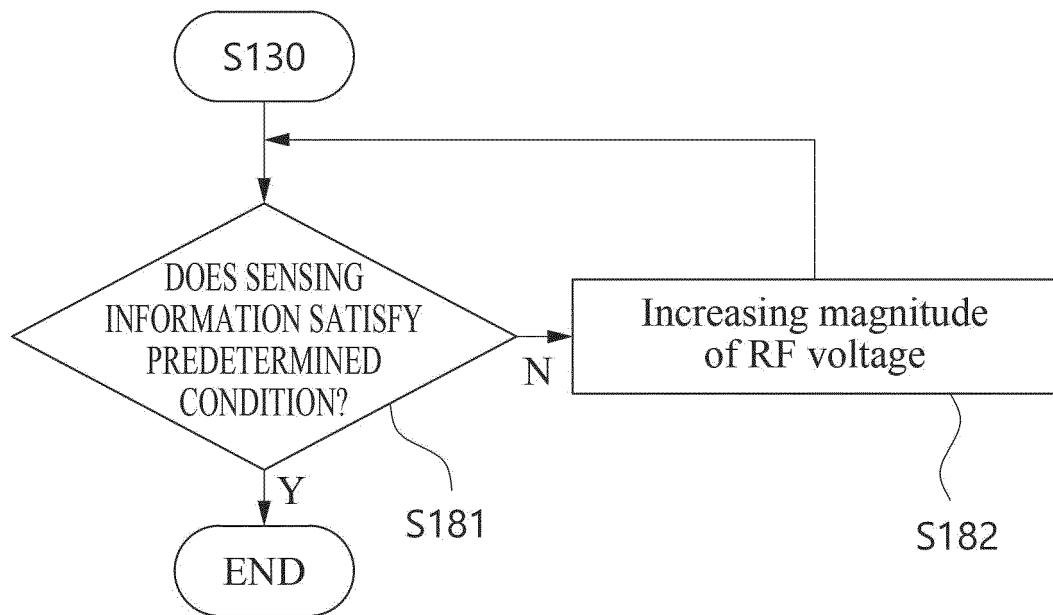 S130
DOES SENSING
INFORMATION SATISFY
PREDETERMINED
CONDITION?
N
Increasing magnitude
of RF voltage
Y
S181
S182
END